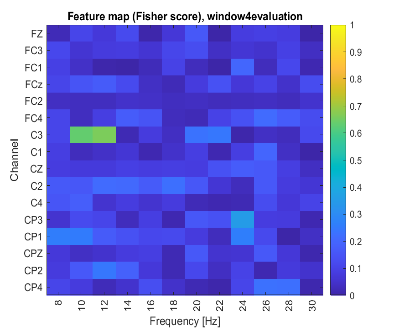 Feature map (Fisher score), window4evaluation
FZ
FC3
FC1
FCz
FC2
FC4
C3
C1
CZ
C2
C4
CP3
CP1
CPZ
CP2
CP4
Channel
8 10 12 14 16 18 20 22 24 26 28 30
Frequency [Hz]
1
0.9
0.8
0.7
0.6
0.5
0.4
0.3
0.2
0.1
0